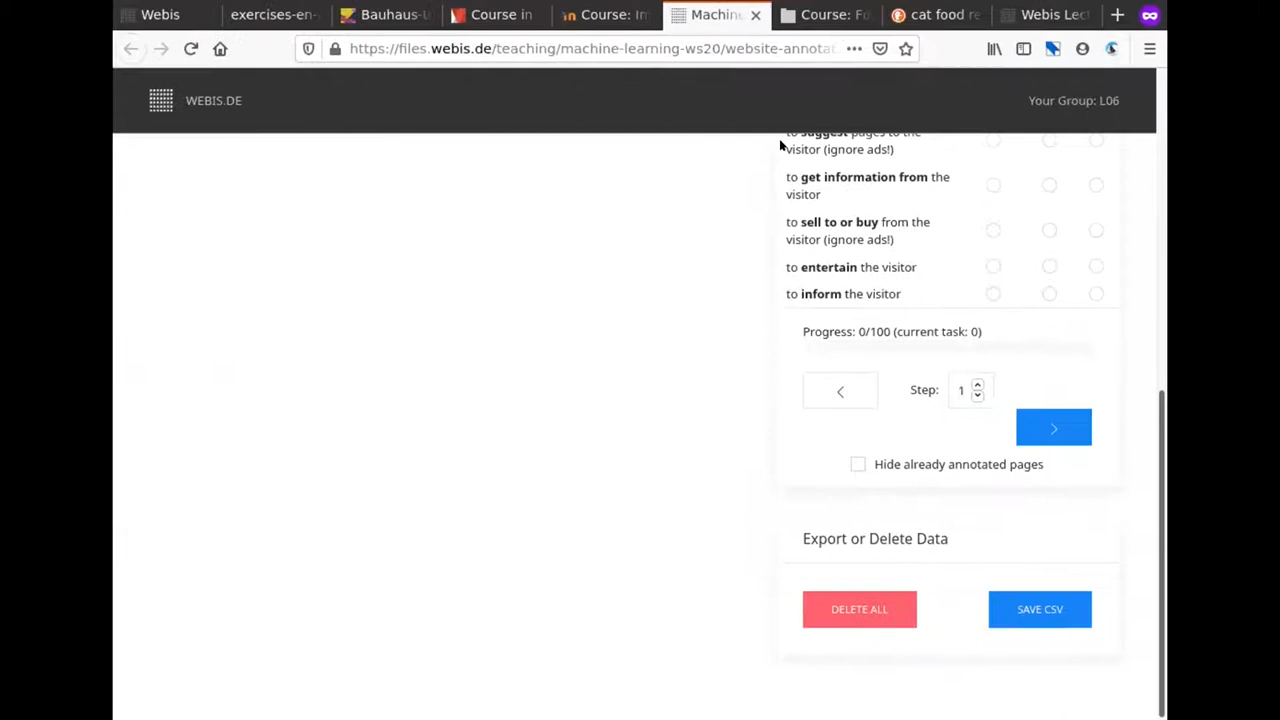 Webis
exercises-en-
Bauhaus-U
Course in
Course: Im
Machin
Course: Fu
cat food re
Webis Lec
https://files.webis.de/teaching/machine-learning-ws20/website-annotat
WEBIS.DE
Your Group: L06
to suggest pages to the
visitor (ignore ads!)
to get information from the
visitor
to sell to or buy from the
visitor (ignore ads!)
to entertain the visitor
to inform the visitor
Progress: 0/100 (current task: 0)
Step: 1
Hide already annotated pages
Export or Delete Data
DELETE ALL
SAVE CSV